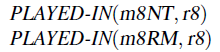 PLAYED-IN(m8NT, r8)
PLAYED-IN(m8RM, r8)